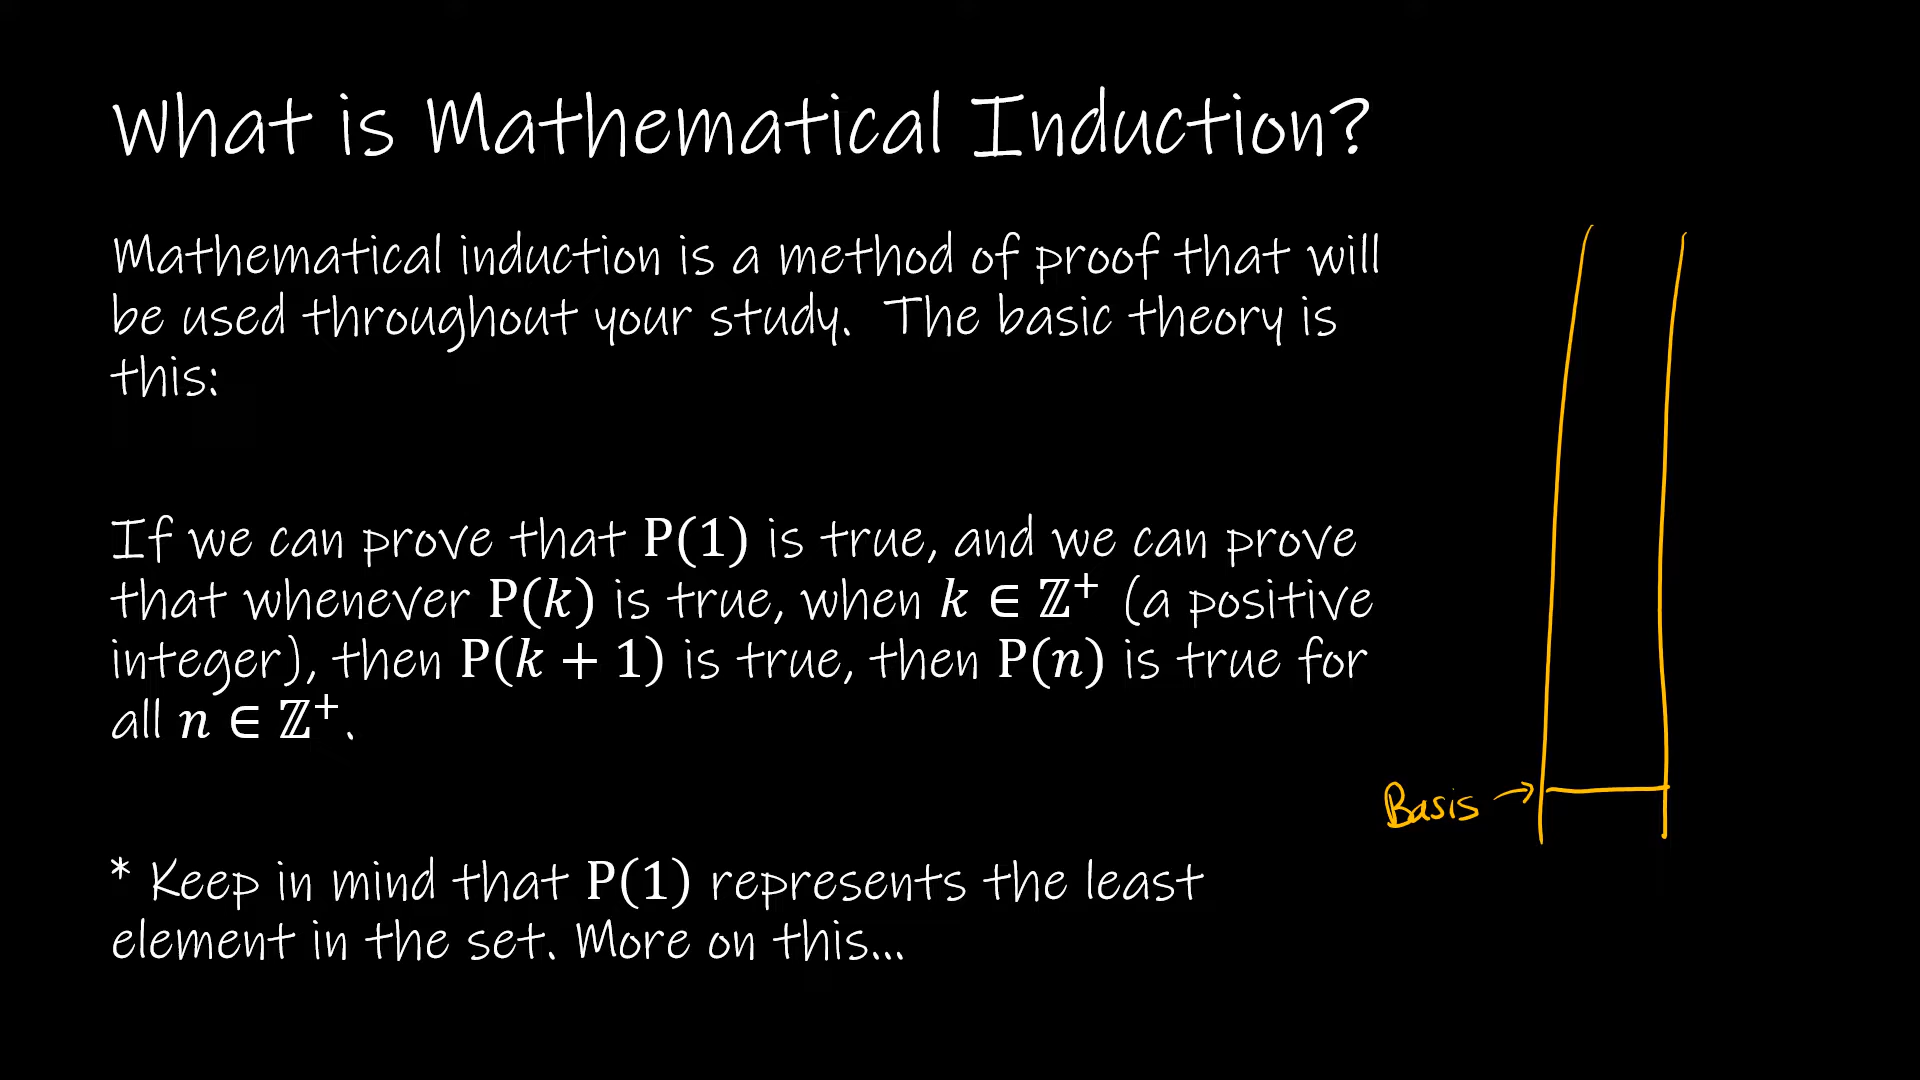 What is Mathematical Induction?
Mathematical induction is a method of proof that will
be used throughout your study. The basic theory is
this:
If we can prove that P(1) is true, and we can prove
that whenever P(k) is true, when k ∈ ℤ⁺ (a positive
integer), then P(k + 1) is true, then P(n) is true for
all n ∈ ℤ⁺.
Basis →
* Keep in mind that P(1) represents the least
element in the set. More on this...